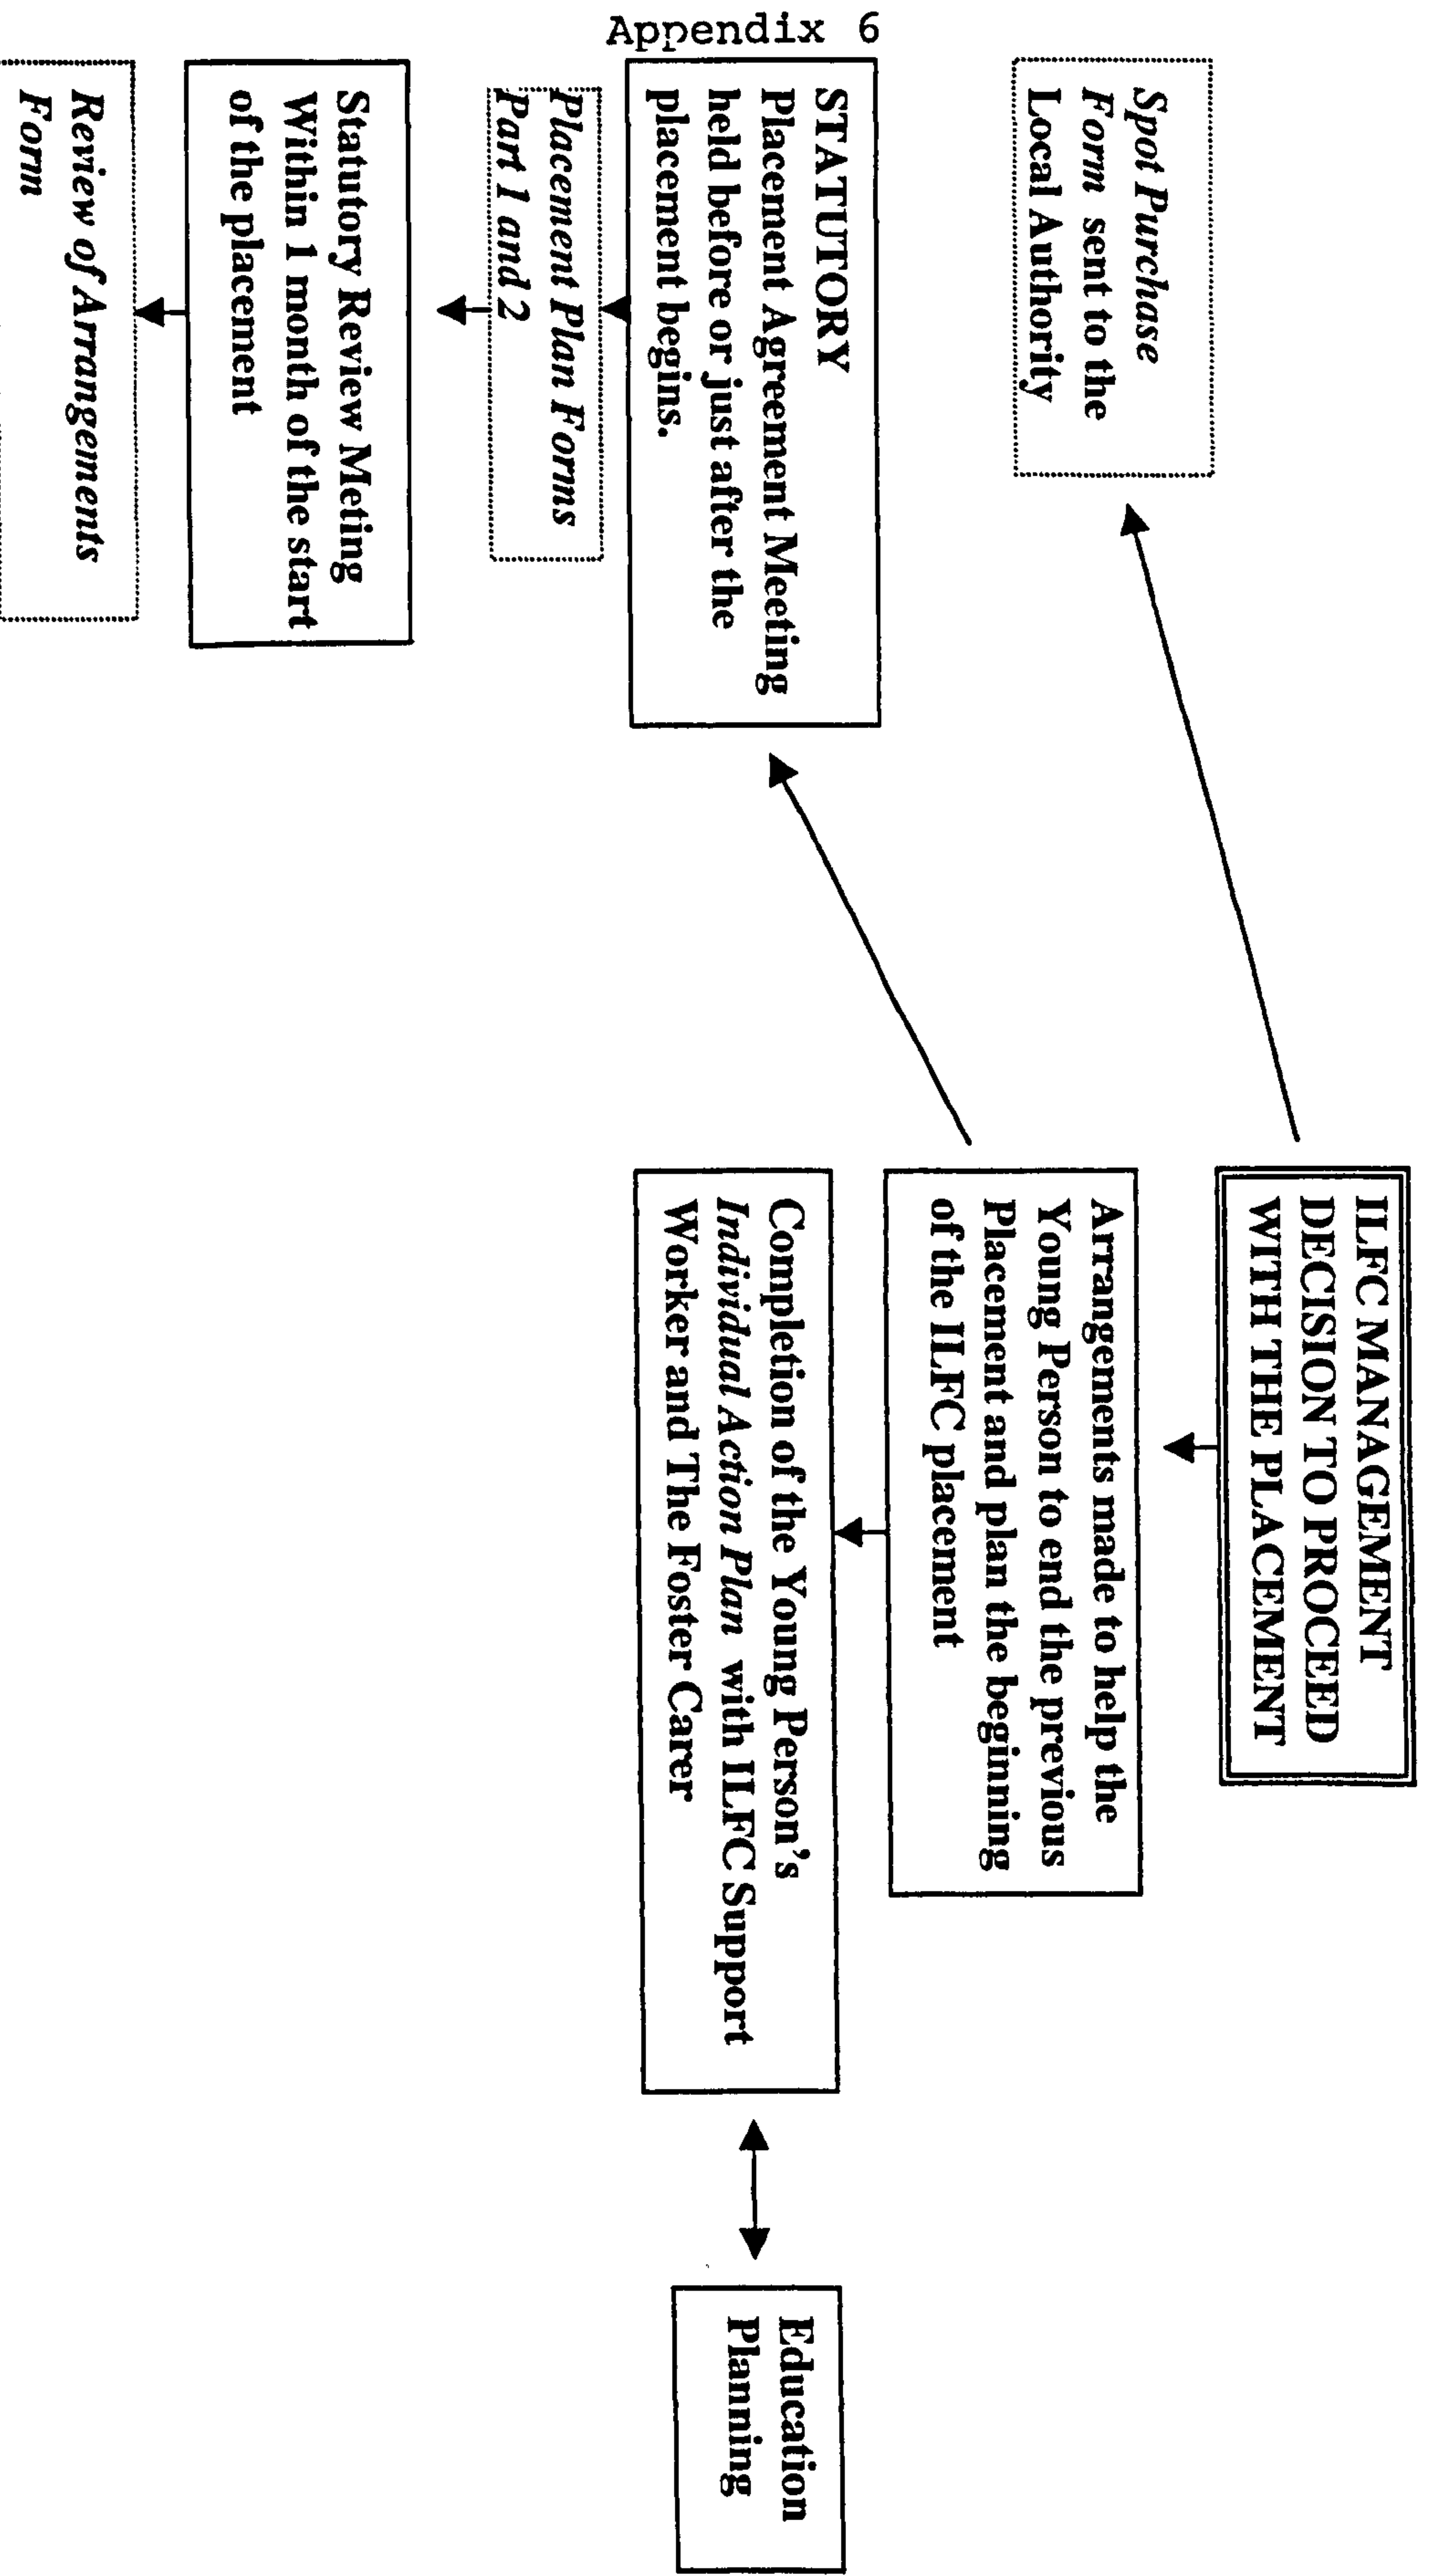 Appendix 6
ILFC MANAGEMENT
DECISION TO PROCEED
WITH THE PLACEMENT
Spot Purchase
Form sent to the
Local Authority
Arrangements made to help the
Young Person to end the previous
Placement and plan the beginning
of the ILFC placement
STATUTORY
Placement Agreement Meeting
held before or just after the
placement begins.
Completion of the Young Person's
Individual Action Plan with ILFC Support
Worker and The Foster Carer
Education
Planning
Placement Plan Forms
Part 1 and 2
Statutory Review Meting
Within 1 month of the start
of the placement
Review of Arrangements
Form